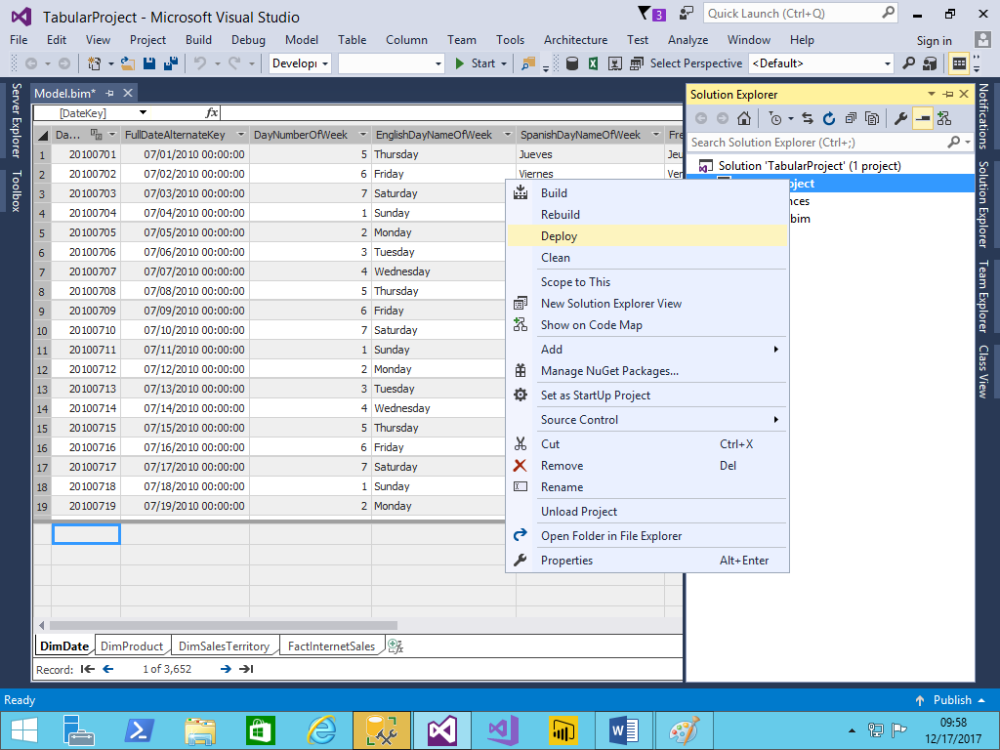 TabularProject - Microsoft Visual Studio
3
Quick Launch (Ctrl+Q)
File Edit View Project Build Debug Model Table Column Team Tools Architecture Test Analyze Window Help Sign in
Develop
Start
Select Perspective
<Default>
Server Explorer
Toolbox
Model.bim*
[DateKey]
fx
Da... FullDateAlternateKey DayNumberOfWeek EnglishDayNameOfWeek SpanishDayNameOfWeek Fre
1 20100701 07/01/2010 00:00:00 5 Thursday Jueves Jeu
2 20100702 07/02/2010 00:00:00 6 Friday Viernes Ven
3 20100703 07/03/2010 00:00:00 7 Saturday
4 20100704 07/04/2010 00:00:00 1 Sunday
5 20100705 07/05/2010 00:00:00 2 Monday
6 20100706 07/06/2010 00:00:00 3 Tuesday
7 20100707 07/07/2010 00:00:00 4 Wednesday
8 20100708 07/08/2010 00:00:00 5 Thursday
9 20100709 07/09/2010 00:00:00 6 Friday
10 20100710 07/10/2010 00:00:00 7 Saturday
11 20100711 07/11/2010 00:00:00 1 Sunday
12 20100712 07/12/2010 00:00:00 2 Monday
13 20100713 07/13/2010 00:00:00 3 Tuesday
14 20100714 07/14/2010 00:00:00 4 Wednesday
15 20100715 07/15/2010 00:00:00 5 Thursday
16 20100716 07/16/2010 00:00:00 6 Friday
17 20100717 07/17/2010 00:00:00 7 Saturday
18 20100718 07/18/2010 00:00:00 1 Sunday
19 20100719 07/19/2010 00:00:00 2 Monday
DimDate DimProduct DimSalesTerritory FactInternetSales
Record: 1 of 3,652
Build
Rebuild
Deploy
Clean
Scope to This
New Solution Explorer View
Show on Code Map
Add
Manage NuGet Packages...
Set as StartUp Project
Source Control
Cut Ctrl+X
Remove Del
Rename
Unload Project
Open Folder in File Explorer
Properties Alt+Enter
Solution Explorer
Search Solution Explorer (Ctrl+;)
Solution 'TabularProject' (1 project)
oject
nces
bim
Notifications
Solution Explorer
Team Explorer
Class View
Ready
Publish
09:58
12/17/2017